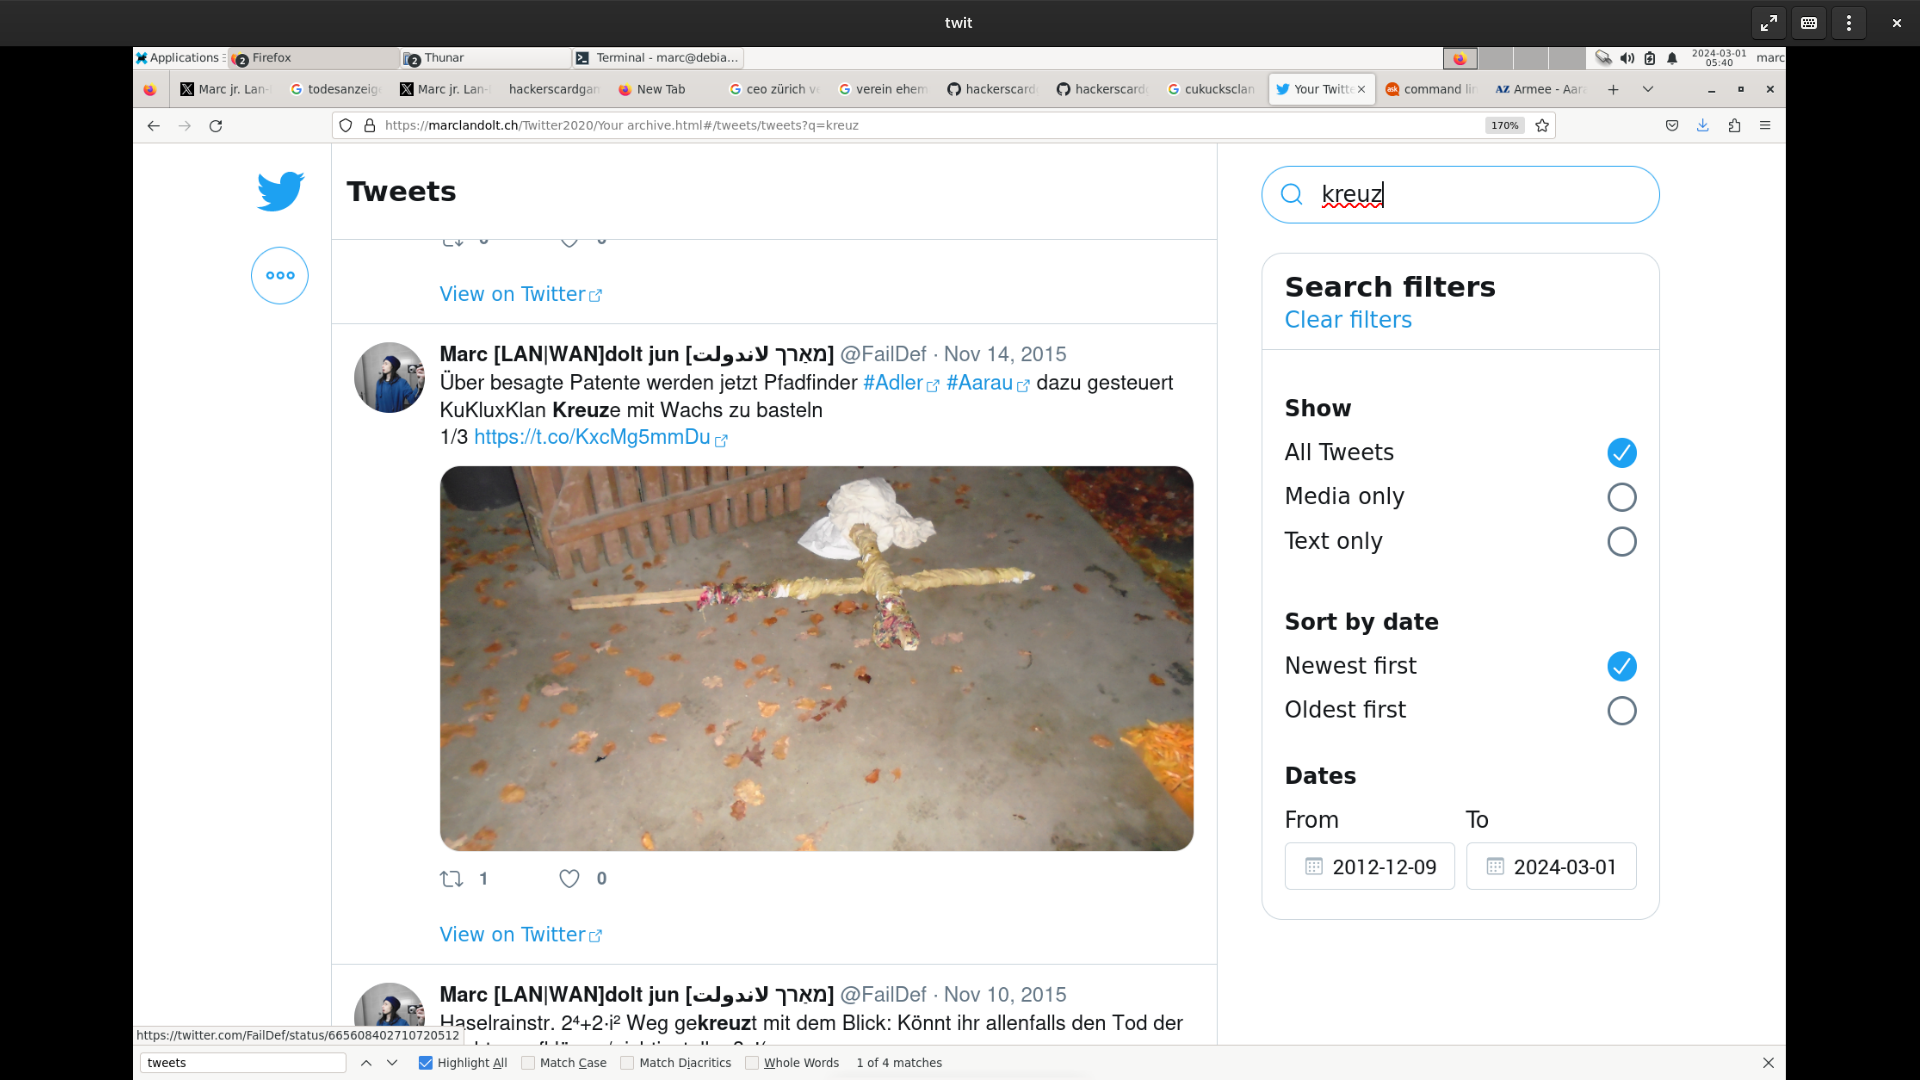 twit
Applications
2 Firefox
2 Thunar
Terminal - marc@debia...
2024-03-01
05:40
marc
Marc jr. Lan-
todesanzeig
Marc jr. Lan-
hackerscardgan
New Tab
ceo zürich v
verein ehem
hackerscard
hackerscard
cukucksclan
Your Twitte
ask command lin
AZ Armee - Aar
https://marclandolt.ch/Twitter2020/Your archive.html#/tweets/tweets?q=kreuz
170%
Tweets
kreuz
View on Twitter
Search filters
Clear filters
Marc [LAN|WAN]dolt jun [מאַרך لاندولت] @FailDef · Nov 14, 2015
Über besagte Patente werden jetzt Pfadfinder #Adler #Aarau dazu gesteuert
KuKluxKlan Kreuze mit Wachs zu basteln
1/3 https://t.co/KxcMg5mmDu
Show
All Tweets
Media only
Text only
Sort by date
Newest first
Oldest first
Dates
From To
2012-12-09 2024-03-01
1 0
View on Twitter
Marc [LAN|WAN]dolt jun [מאַרך لاندولت] @FailDef · Nov 10, 2015
Haselrainstr. 2⁴+2·i² Weg gekreuzt mit dem Blick: Könnt ihr allenfalls den Tod der
https://twitter.com/FailDef/status/665608402710720512
tweets
Highlight All
Match Case
Match Diacritics
Whole Words
1 of 4 matches